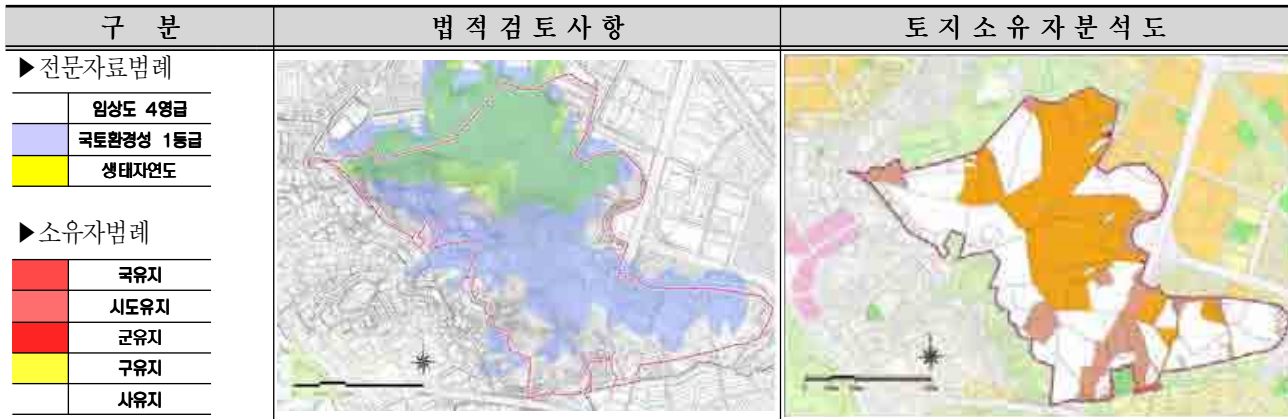 구 분
법적검토사항
토지소유자분석도
▶전문자료범례
임상도 4영급
국토환경성 1등급
생태자연도
▶소유자범례
국유지
시도유지
군유지
구유지
사유지